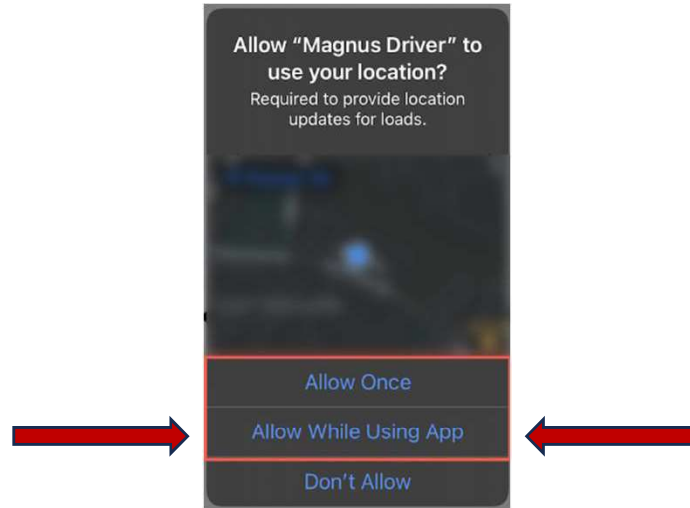 Allow “Magnus Driver” to
use your location?
Required to provide location
updates for loads.
Allow Once
Allow While Using App
Don’t Allow